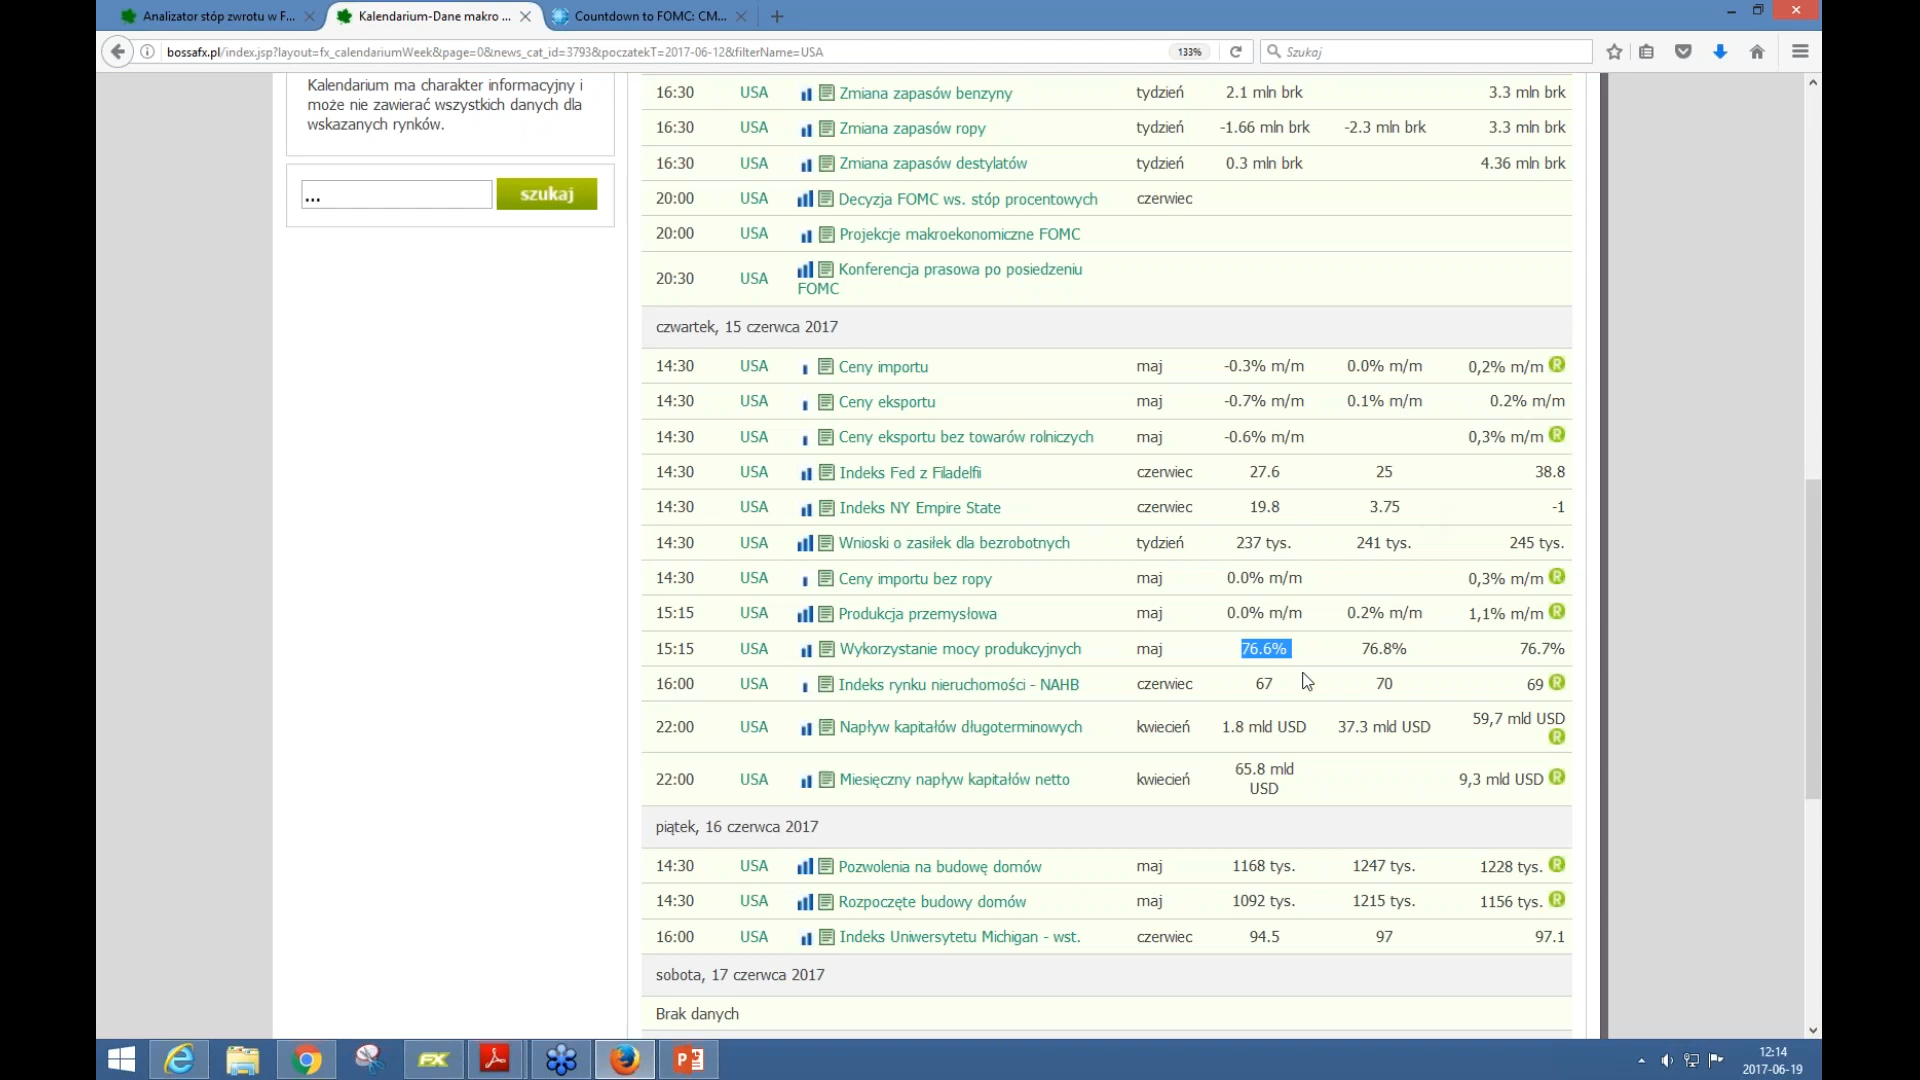 Analizator stóp zwrotu w F...
Kalendarium-Dane makro ...
Countdown to FOMC: CM...
bossafx.pl/index.jsp?layout=fx_calendariumWeek&page=0&news_cat_id=3793&poczatekT=2017-06-12&filterName=USA
133%
Szukaj
Kalendarium ma charakter informacyjny i
może nie zawierać wszystkich danych dla
wskazanych rynków.
...
szukaj
16:30 USA Zmiana zapasów benzyny tydzień 2.1 mln brk 3.3 mln brk
16:30 USA Zmiana zapasów ropy tydzień -1.66 mln brk -2.3 mln brk 3.3 mln brk
16:30 USA Zmiana zapasów destylatów tydzień 0.3 mln brk 4.36 mln brk
20:00 USA Decyzja FOMC ws. stóp procentowych czerwiec
20:00 USA Projekcje makroekonomiczne FOMC
20:30 USA Konferencja prasowa po posiedzeniu
FOMC
czwartek, 15 czerwca 2017
14:30 USA Ceny importu maj -0.3% m/m 0.0% m/m 0,2% m/m R
14:30 USA Ceny eksportu maj -0.7% m/m 0.1% m/m 0.2% m/m
14:30 USA Ceny eksportu bez towarów rolniczych maj -0.6% m/m 0,3% m/m R
14:30 USA Indeks Fed z Filadelfii czerwiec 27.6 25 38.8
14:30 USA Indeks NY Empire State czerwiec 19.8 3.75 -1
14:30 USA Wnioski o zasiłek dla bezrobotnych tydzień 237 tys. 241 tys. 245 tys.
14:30 USA Ceny importu bez ropy maj 0.0% m/m 0,3% m/m R
15:15 USA Produkcja przemysłowa maj 0.0% m/m 0.2% m/m 1,1% m/m R
15:15 USA Wykorzystanie mocy produkcyjnych maj 76.6% 76.8% 76.7%
16:00 USA Indeks rynku nieruchomości - NAHB czerwiec 67 70 69 R
22:00 USA Napływ kapitałów długoterminowych kwiecień 1.8 mld USD 37.3 mld USD 59,7 mld USD
R
22:00 USA Miesięczny napływ kapitałów netto kwiecień 65.8 mld
USD 9,3 mld USD R
piątek, 16 czerwca 2017
14:30 USA Pozwolenia na budowę domów maj 1168 tys. 1247 tys. 1228 tys. R
14:30 USA Rozpoczęte budowy domów maj 1092 tys. 1215 tys. 1156 tys. R
16:00 USA Indeks Uniwersytetu Michigan - wst. czerwiec 94.5 97 97.1
sobota, 17 czerwca 2017
Brak danych
FX
12:14
2017-06-19